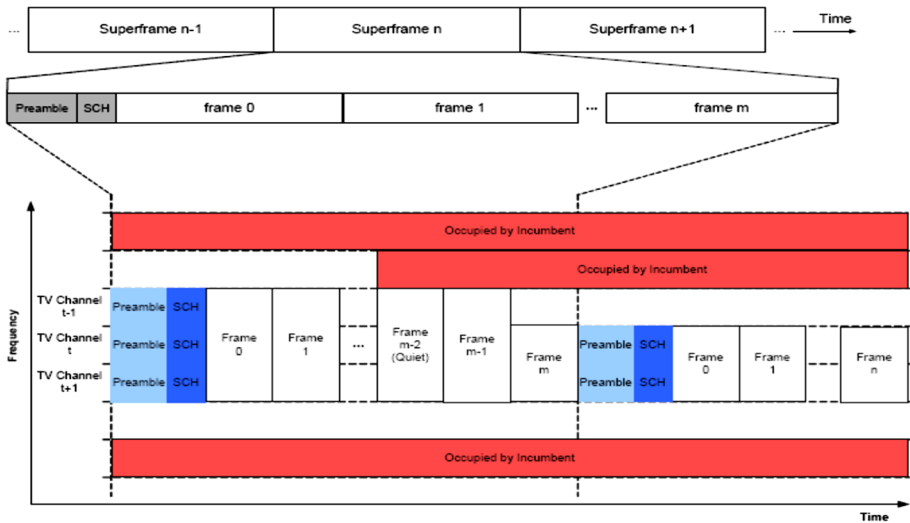 ... Superframe n-1 Superframe n Superframe n+1 ... Time
Preamble SCH frame 0 frame 1 ... frame m
Occupied by Incumbent
Occupied by Incumbent
TV Channel
t-1
Preamble SCH
TV Channel
t
Preamble SCH
TV Channel
t+1
Preamble SCH
Frame
0
Frame
1
...
Frame
m-2
(Quiet)
Frame
m-1
Frame
m
Preamble SCH
Preamble SCH
Frame
0
Frame
1
Frame
n
Occupied by Incumbent
Frequency
Time